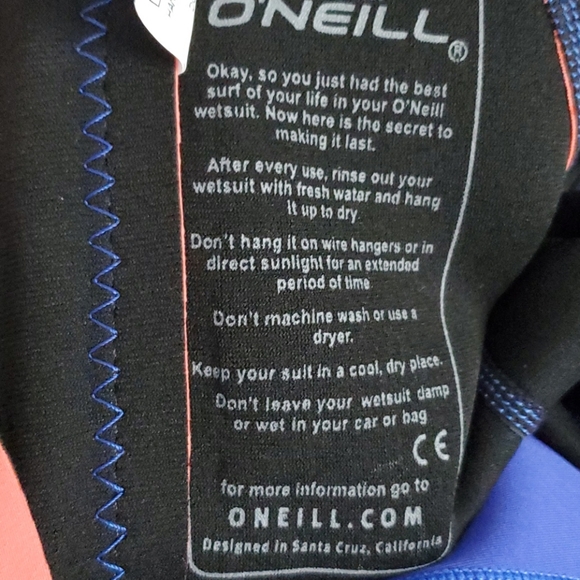 O'NEILL®
Okay, so you just had the best
surf of your life in your O'Neill
wetsuit. Now here is the secret to
making it last.
After every use, rinse out your
wetsuit with fresh water and hang
it up to dry.
Don't hang it on wire hangers or in
direct sunlight for an extended
period of time
Don't machine wash or use a
dryer.
Keep your suit in a cool, dry place.
Don't leave your wetsuit damp
or wet in your car or bag
CE
for more information go to
ONEILL.COM
Designed in Santa Cruz, California